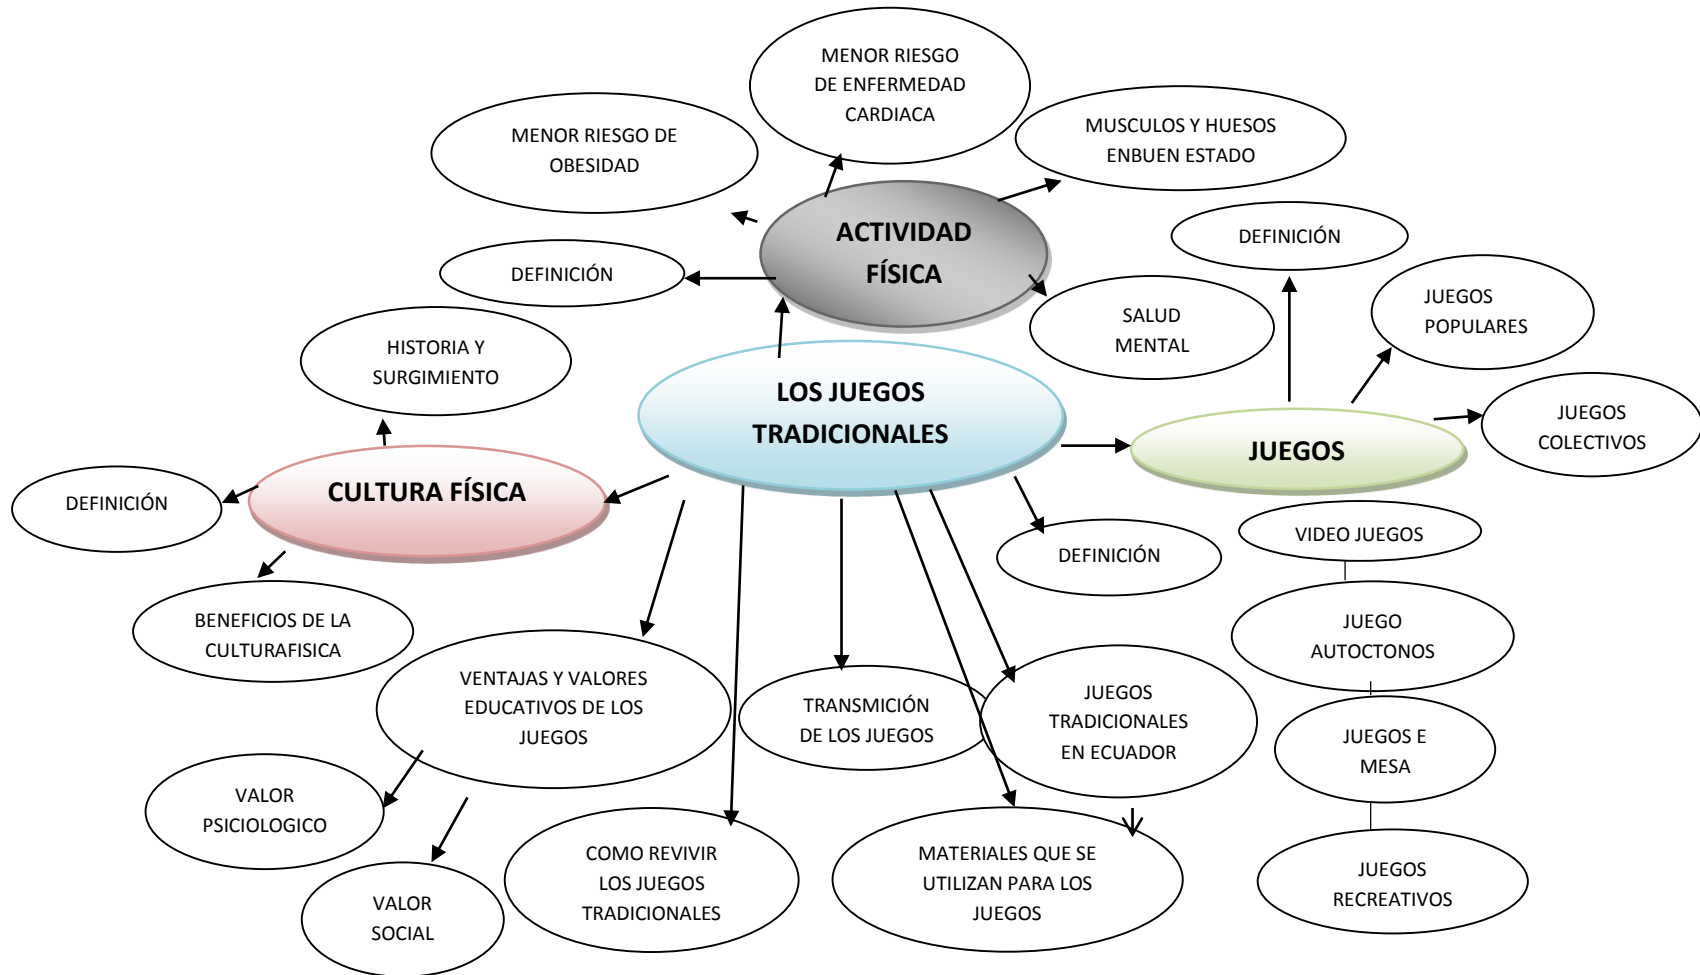 MENOR RIESGO
DE ENFERMEDAD
CARDIACA
MENOR RIESGO DE
OBESIDAD
MUSCULOS Y HUESOS
ENBUEN ESTADO
ACTIVIDAD
FÍSICA
DEFINICIÓN
DEFINICIÓN
SALUD
MENTAL
JUEGOS
POPULARES
HISTORIA Y
SURGIMIENTO
LOS JUEGOS
TRADICIONALES
JUEGOS
COLECTIVOS
JUEGOS
CULTURA FÍSICA
DEFINICIÓN
VIDEO JUEGOS
DEFINICIÓN
BENEFICIOS DE LA
CULTURAFISICA
JUEGO
AUTOCTONOS
VENTAJAS Y VALORES
EDUCATIVOS DE LOS
JUEGOS
TRANSMICIÓN
DE LOS JUEGOS
JUEGOS
TRADICIONALES
EN ECUADOR
JUEGOS E
MESA
VALOR
PSICIOLOGICO
COMO REVIVIR
LOS JUEGOS
TRADICIONALES
MATERIALES QUE SE
UTILIZAN PARA LOS
JUEGOS
JUEGOS
RECREATIVOS
VALOR
SOCIAL